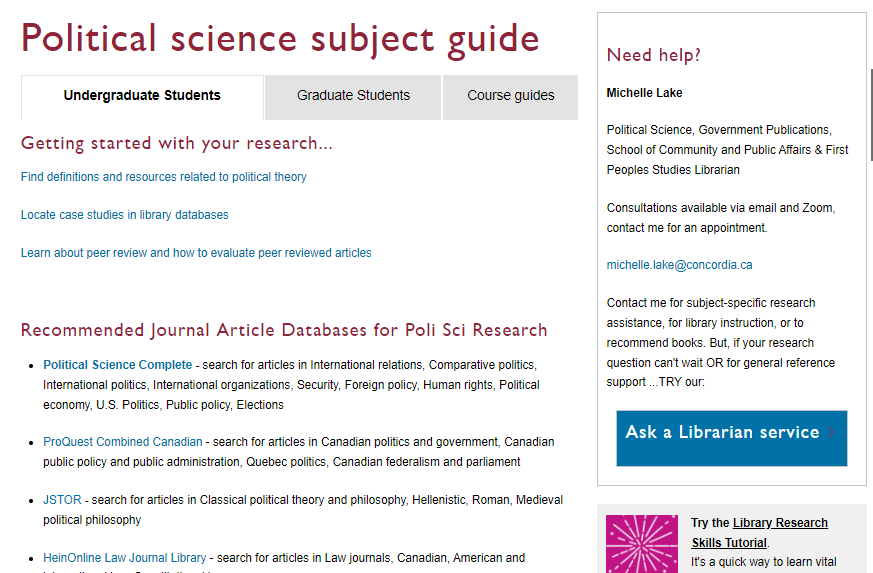 Political science subject guide
Undergraduate Students
Graduate Students
Course guides
Getting started with your research...
Find definitions and resources related to political theory
Locate case studies in library databases
Learn about peer review and how to evaluate peer reviewed articles
Recommended Journal Article Databases for Poli Sci Research
Political Science Complete - search for articles in International relations, Comparative politics,
International politics, International organizations, Security, Foreign policy, Human rights, Political
economy, U.S. Politics, Public policy, Elections
ProQuest Combined Canadian - search for articles in Canadian politics and government, Canadian
public policy and public administration, Quebec politics, Canadian federalism and parliament
JSTOR - search for articles in Classical political theory and philosophy, Hellenistic, Roman, Medieval
political philosophy
HeinOnline Law Journal Library - search for articles in Law journals, Canadian, American and
Need help?
Michelle Lake
Political Science, Government Publications,
School of Community and Public Affairs & First
Peoples Studies Librarian
Consultations available via email and Zoom,
contact me for an appointment.
michelle.lake@concordia.ca
Contact me for subject-specific research
assistance, for library instruction, or to
recommend books. But, if your research
question can't wait OR for general reference
support ...TRY our:
Ask a Librarian service >
Try the Library Research
Skills Tutorial.
It's a quick way to learn vital